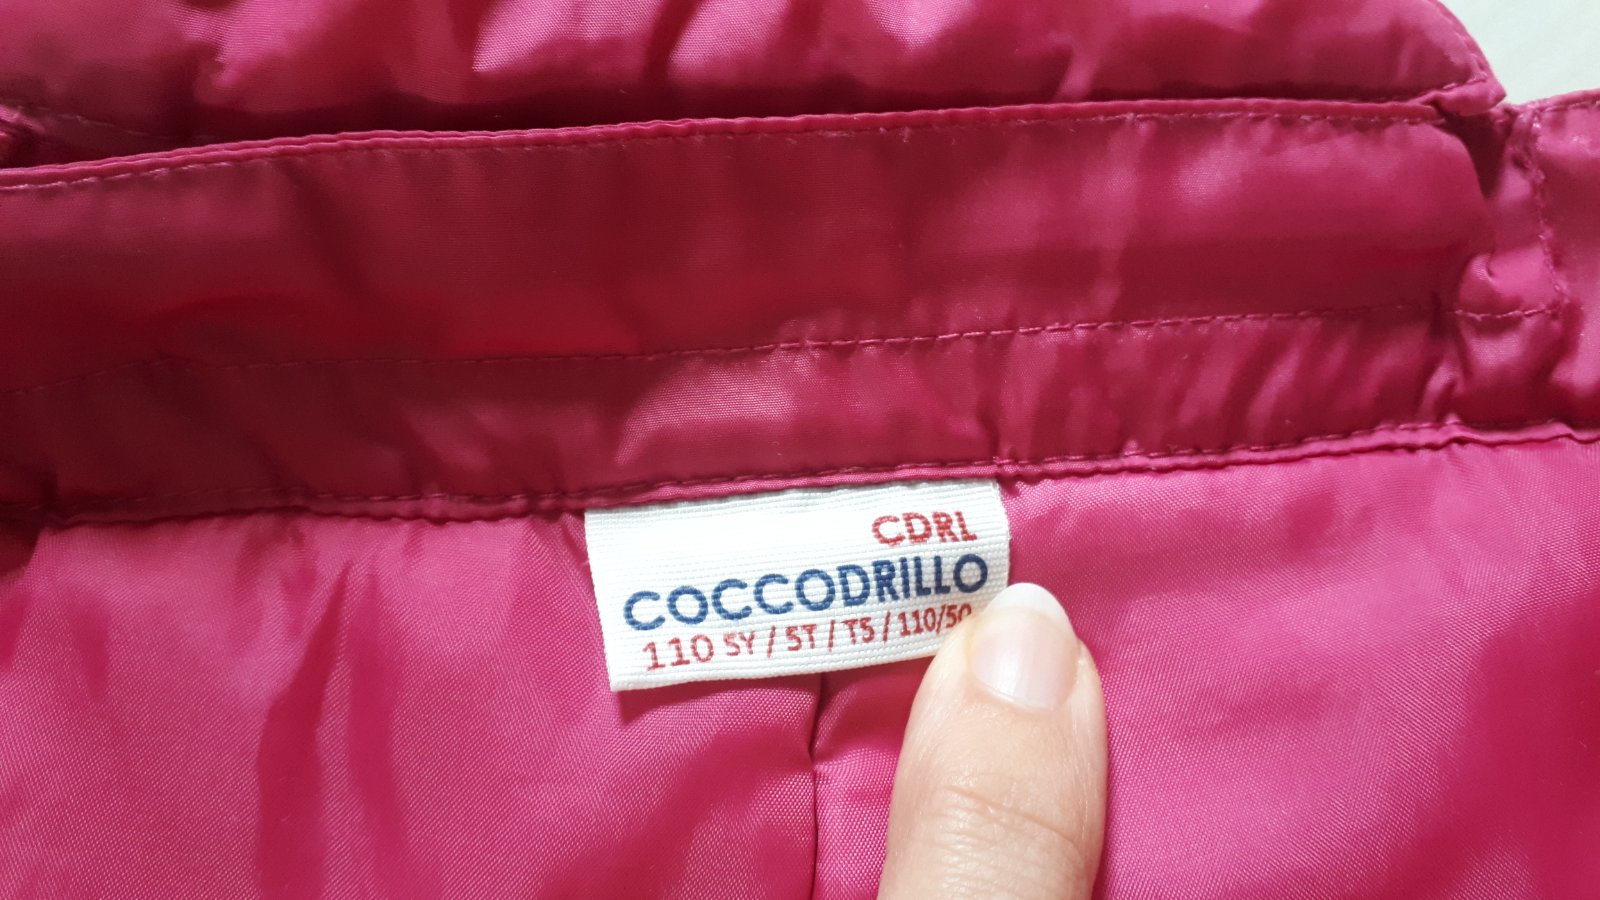 CDRL
COCCODRILLO
110 5Y / 5T / T5 / 110/50